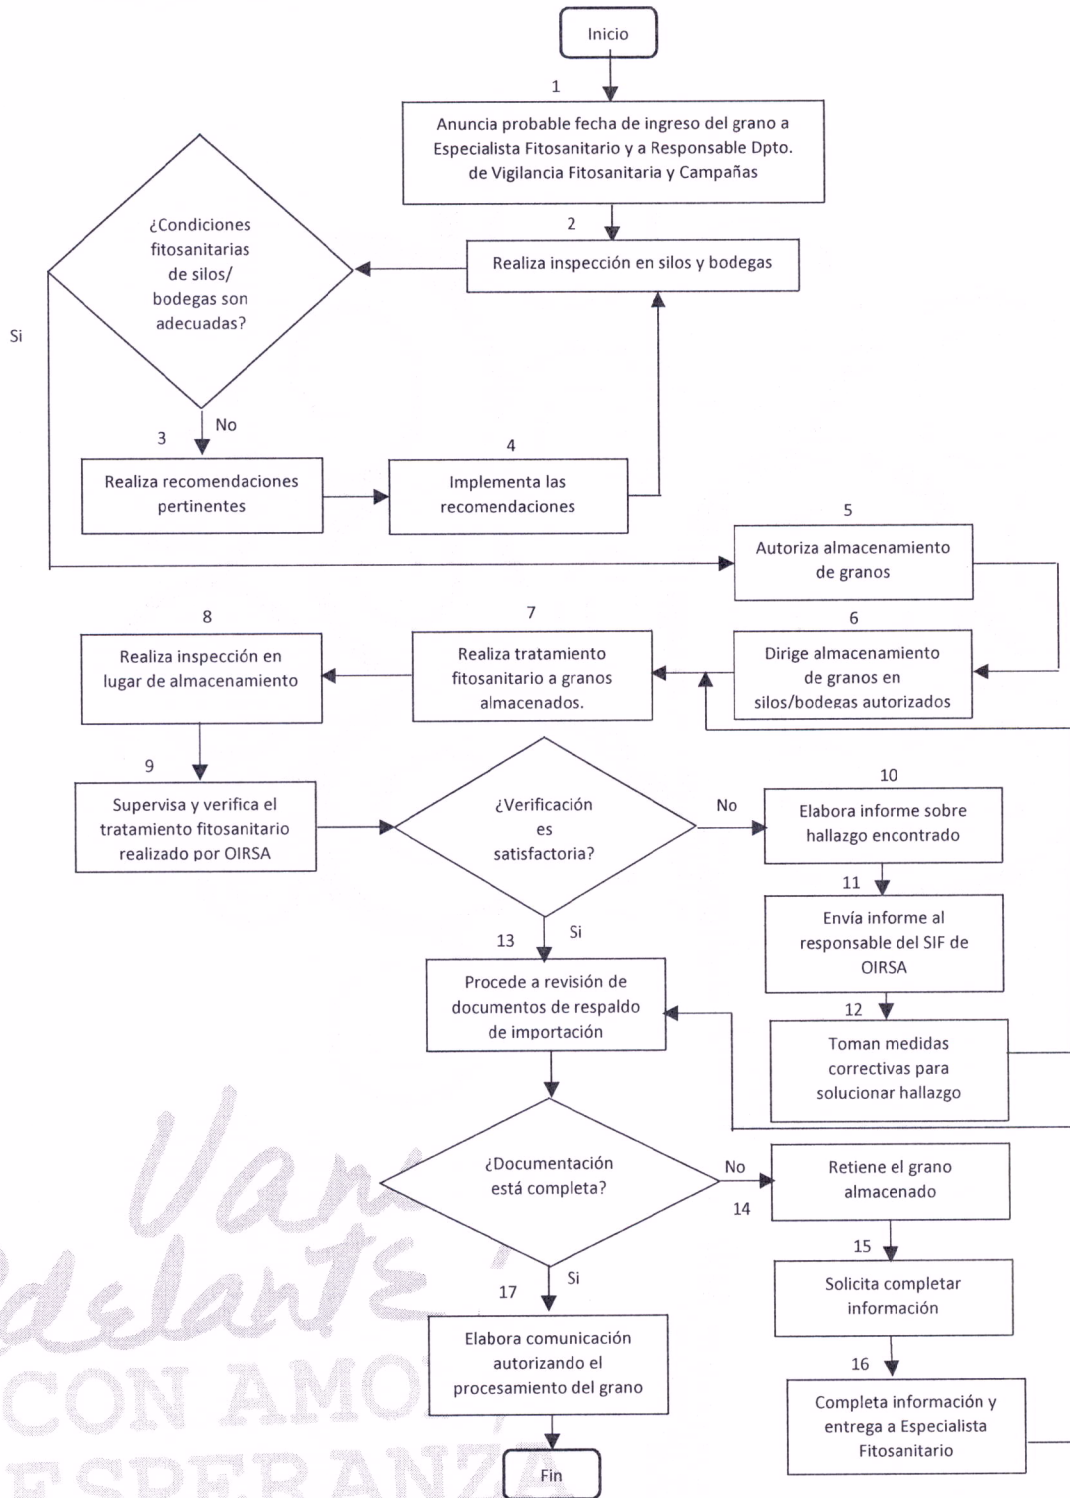 Inicio
1
Anuncia probable fecha de ingreso del grano a
Especialista Fitosanitario y a Responsable Dpto.
de Vigilancia Fitosanitaria y Campañas
2
Realiza inspección en silos y bodegas
¿Condiciones
fitosanitarias
de silos/
bodegas son
adecuadas?
Si
No
3
Realiza recomendaciones
pertinentes
4
Implementa las
recomendaciones
5
Autoriza almacenamiento
de granos
6
Dirige almacenamiento
de granos en
silos/bodegas autorizados
7
Realiza tratamiento
fitosanitario a granos
almacenados.
8
Realiza inspección en
lugar de almacenamiento
9
Supervisa y verifica el
tratamiento fitosanitario
realizado por OIRSA
¿Verificación
es
satisfactoria?
No
10
Elabora informe sobre
hallazgo encontrado
11
Envía informe al
responsable del SIF de
OIRSA
12
Toman medidas
correctivas para
solucionar hallazgo
Si
13
Procede a revisión de
documentos de respaldo
de importación
¿Documentación
está completa?
No
14
Retiene el grano
almacenado
15
Solicita completar
información
16
Completa información y
entrega a Especialista
Fitosanitario
Si
17
Elabora comunicación
autorizando el
procesamiento del grano
Fin
CON AMO
ESPERANZA